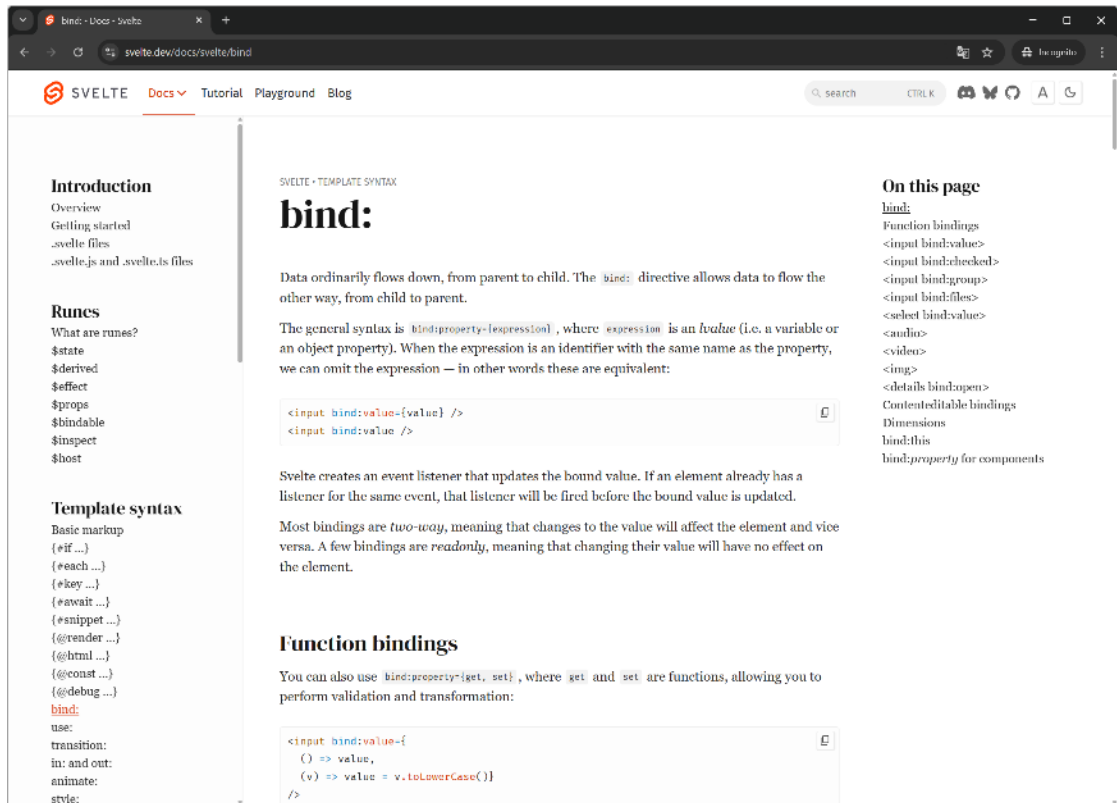 bind: - Docs - Svelte
svelte.dev/docs/svelte/bind
Incognito
SVELTE
Docs
Tutorial
Playground
Blog
search
CTRL K
A
Introduction
Overview
Getting started
.svelte files
.svelte.js and .svelte.ts files
Runes
What are runes?
$state
$derived
$effect
$props
$bindable
$inspect
$host
Template syntax
Basic markup
{#if ...}
{#each ...}
{#key ...}
{#await ...}
{#snippet ...}
{@render ...}
{@html ...}
{@const ...}
{@debug ...}
bind:
use:
transition:
in: and out:
animate:
style:
SVELTE • TEMPLATE SYNTAX
bind:
Data ordinarily flows down, from parent to child. The bind: directive allows data to flow the
other way, from child to parent.
The general syntax is bind:property={expression} , where expression is an lvalue (i.e. a variable or
an object property). When the expression is an identifier with the same name as the property,
we can omit the expression — in other words these are equivalent:
<input bind:value={value} />
<input bind:value />
Svelte creates an event listener that updates the bound value. If an element already has a
listener for the same event, that listener will be fired before the bound value is updated.
Most bindings are two-way, meaning that changes to the value will affect the element and vice
versa. A few bindings are readonly, meaning that changing their value will have no effect on
the element.
Function bindings
You can also use bind:property={get, set} , where get and set are functions, allowing you to
perform validation and transformation:
<input bind:value={
() => value,
(v) => value = v.toLowerCase()}
/>
On this page
bind:
Function bindings
<input bind:value>
<input bind:checked>
<input bind:group>
<input bind:files>
<select bind:value>
<audio>
<video>
<img>
<details bind:open>
Contenteditable bindings
Dimensions
bind:this
bind:property for components